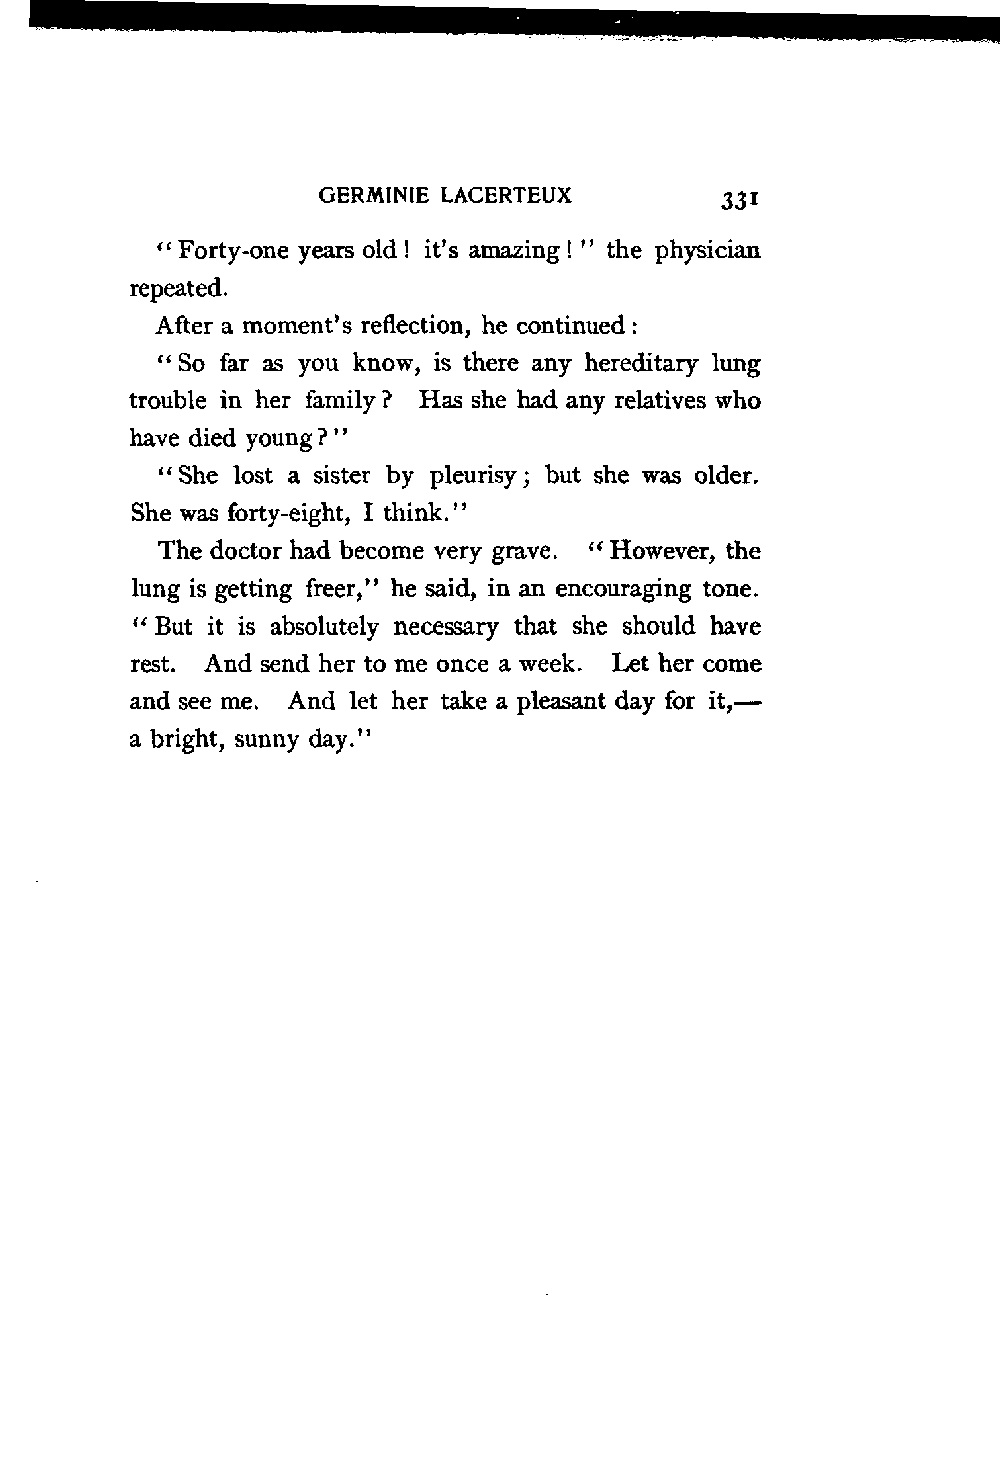 GERMINIE LACERTEUX 331
"Forty-one years old! it's amazing!" the physician
repeated.
After a moment's reflection, he continued:
"So far as you know, is there any hereditary lung
trouble in her family? Has she had any relatives who
have died young?"
"She lost a sister by pleurisy; but she was older.
She was forty-eight, I think."
The doctor had become very grave. "However, the
lung is getting freer," he said, in an encouraging tone.
"But it is absolutely necessary that she should have
rest. And send her to me once a week. Let her come
and see me. And let her take a pleasant day for it,—
a bright, sunny day."